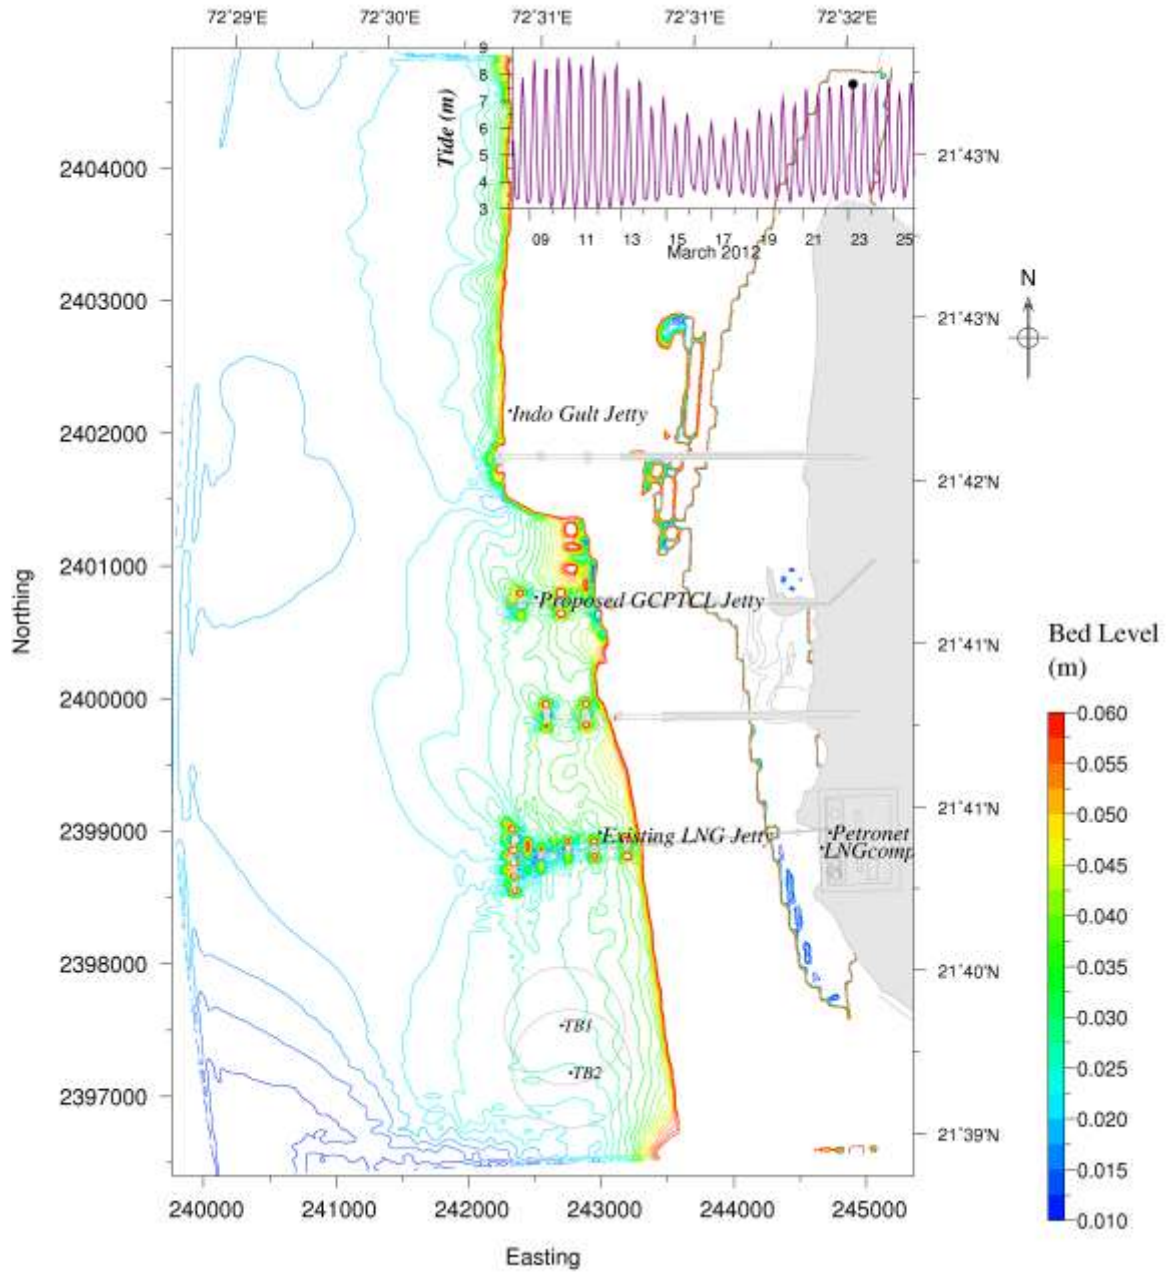 72°29'E 72°30'E 72°31'E 72°31'E 72°32'E
9
8
7
6
5
4
3
Tide (m)
09 11 13 15 17 19 21 23 25
March 2012
2404000
2403000
2402000
2401000
2400000
2399000
2398000
2397000
Northing
21°43'N
21°43'N
21°42'N
21°41'N
21°41'N
21°40'N
21°39'N
N
Indo Gult Jetty
Proposed GCPTCL Jetty
Existing LNG Jetty
Petronet
LNGcomp
TB1
TB2
Bed Level
(m)
0.060
0.055
0.050
0.045
0.040
0.035
0.030
0.025
0.020
0.015
0.010
240000 241000 242000 243000 244000 245000
Easting